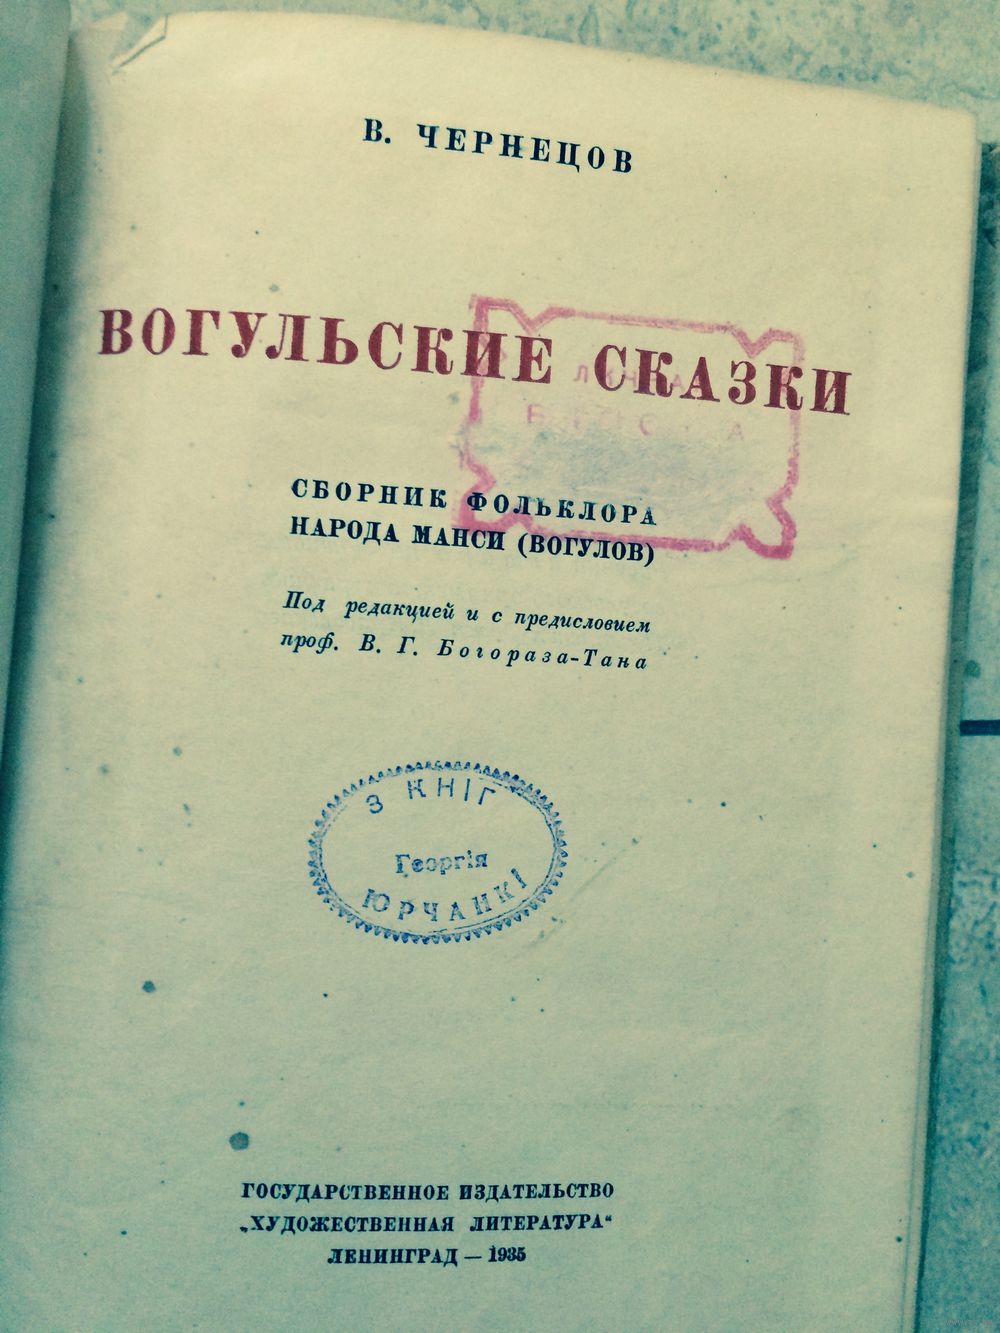 В. ЧЕРНЕЦОВ
ВОГУЛЬСКИЕ СКАЗКИ
СБОРНИК ФОЛЬКЛОРА
НАРОДА МАНСИ (ВОГУЛОВ)
Под редакцией и с предисловием
проф. В. Г. Богораза-Тана
З КНІГ
Георгія
ЮРЧАНКІ
ГОСУДАРСТВЕННОЕ ИЗДАТЕЛЬСТВО
„ХУДОЖЕСТВЕННАЯ ЛИТЕРАТУРА“
ЛЕНИНГРАД — 1935